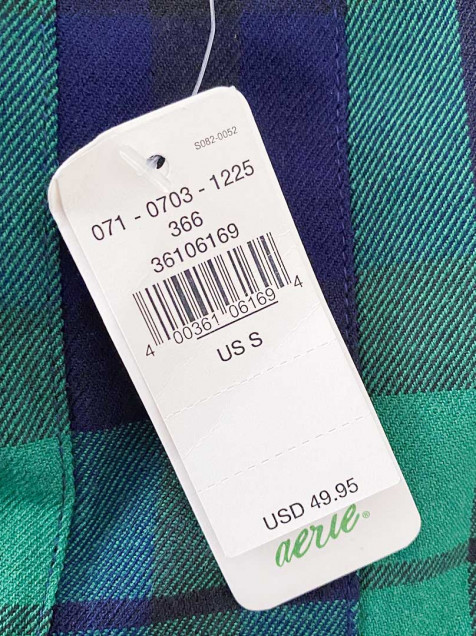 S082-0052
071 - 0703 - 1225
366
36106169
4 00361 06169 4
US S
USD 49.95
aerie®